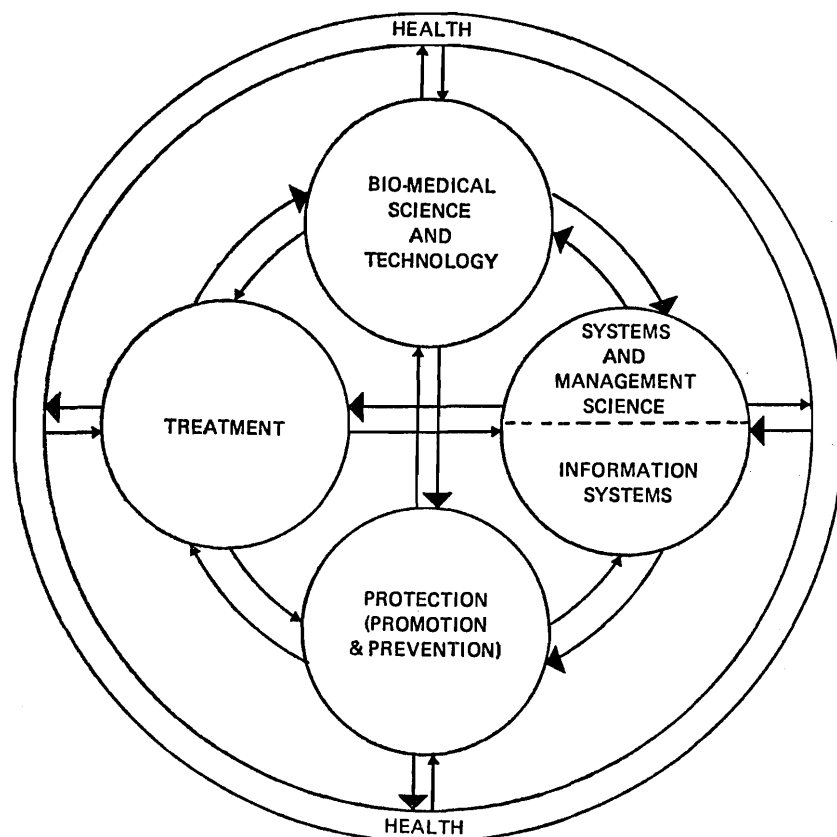 HEALTH
BIO-MEDICAL
SCIENCE
AND
TECHNOLOGY
SYSTEMS
AND
MANAGEMENT
SCIENCE
TREATMENT
INFORMATION
SYSTEMS
PROTECTION
(PROMOTION
& PREVENTION)
HEALTH